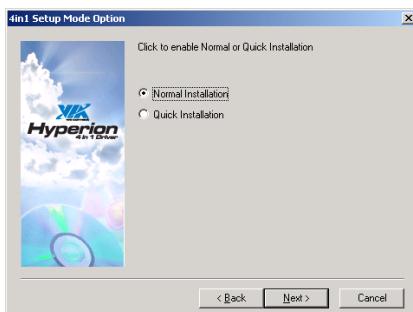 4in1 Setup Mode Option
Click to enable Normal or Quick Installation
Normal Installation
Quick Installation
VIA
Hyperion
4 in 1 Driver
< Back
Next >
Cancel